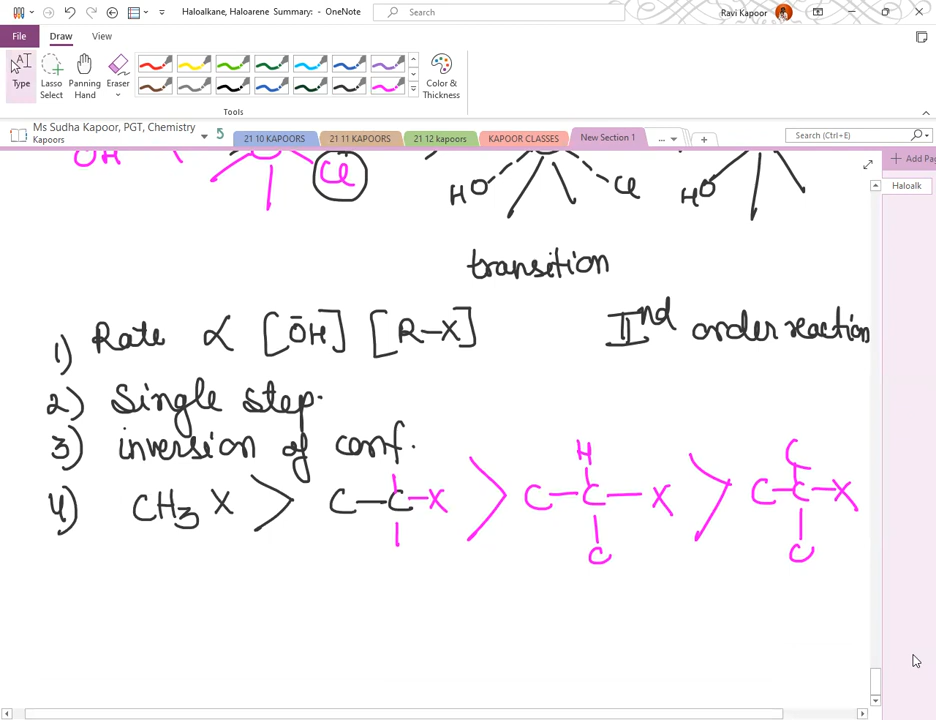 Haloalkane, Haloarene Summary: - OneNote
Search
Ravi Kapoor
File
Draw
View
Type
Lasso Select
Panning Hand
Eraser
Color & Thickness
Tools
Ms Sudha Kapoor, PGT, Chemistry
Kapoors
21 10 KAPOORS
21 11 KAPOORS
21 12 kapoors
KAPOOR CLASSES
New Section 1
...
+
Search (Ctrl+E)
Add Pag
Haloalk
OH
Cl
HO
Cl
HO
transition
1) Rate ∝ [ŌH] [R–X] IInd order reaction
2) Single step.
3) inversion of conf.
4) CH3 X > C–C–X > C–C–X > C–C–X
H
C
C
C